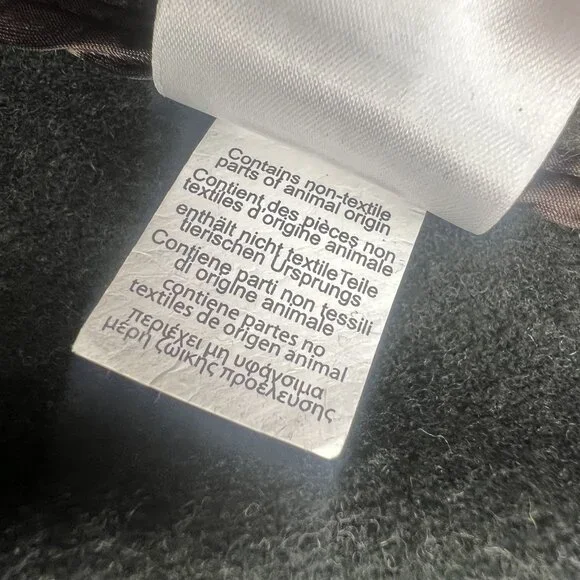 Contains non-textile
parts of animal origin
Contient des pièces non
textiles d'origine animale
enthält nicht textile Teile
tierischen Ursprungs
Contiene parti non tessili
di origine animale
contiene partes no
textiles de origen animal
περιέχει μη υφάνσιμα
μέρη ζωικής προέλευσης